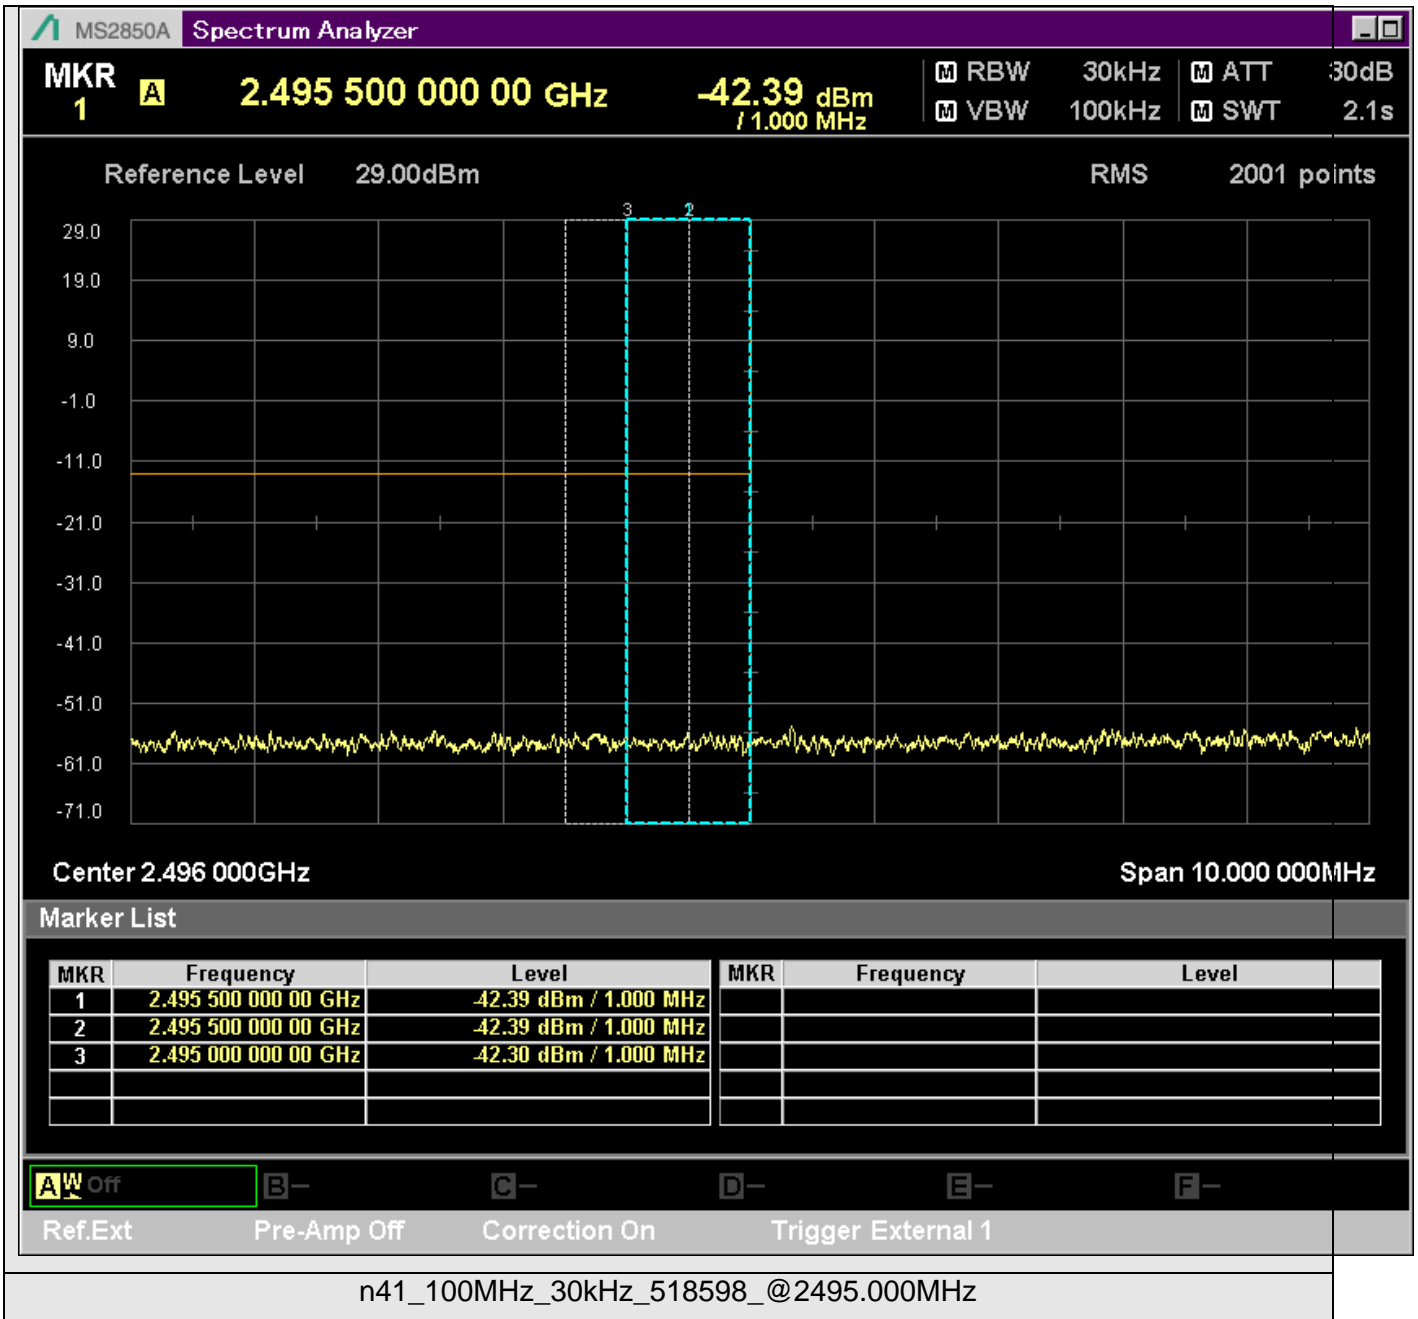 MS2850A Spectrum Analyzer
MKR 1 A 2.495 500 000 00 GHz -42.39 dBm / 1.000 MHz
M RBW 30kHz M ATT 30dB
M VBW 100kHz M SWT 2.1s
Reference Level 29.00dBm RMS 2001 points
3 2
29.0
19.0
9.0
-1.0
-11.0
-21.0
-31.0
-41.0
-51.0
-61.0
-71.0
Center 2.496 000GHz Span 10.000 000MHz
Marker List
MKR Frequency Level MKR Frequency Level
1 2.495 500 000 00 GHz -42.39 dBm / 1.000 MHz
2 2.495 500 000 00 GHz -42.39 dBm / 1.000 MHz
3 2.495 000 000 00 GHz -42.30 dBm / 1.000 MHz
A W Off B - C - D - E - F -
Ref.Ext Pre-Amp Off Correction On Trigger External 1
n41_100MHz_30kHz_518598_@2495.000MHz